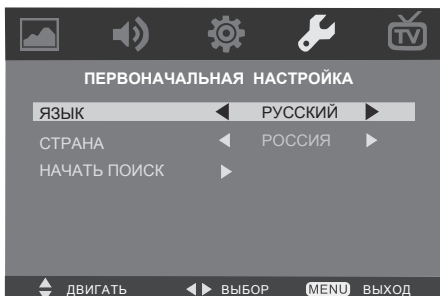 TV
ПЕРВОНАЧАЛЬНАЯ НАСТРОЙКА
ЯЗЫК РУССКИЙ
СТРАНА РОССИЯ
НАЧАТЬ ПОИСК
ДВИГАТЬ ВЫБОР MENU ВЫХОД